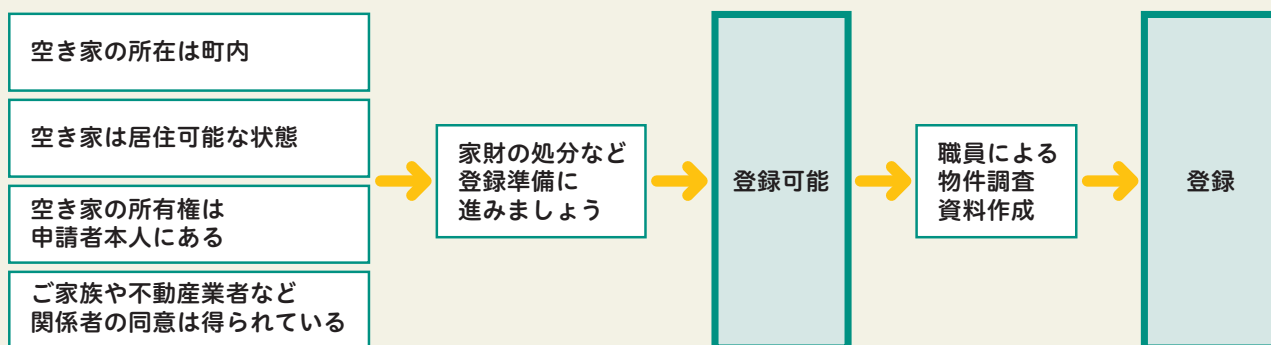 空き家の所在は町内
空き家は居住可能な状態
空き家の所有権は
申請者本人にある
ご家族や不動産業者など
関係者の同意は得られている
家財の処分など
登録準備に
進みましょう
登録可能
職員による
物件調査
資料作成
登録